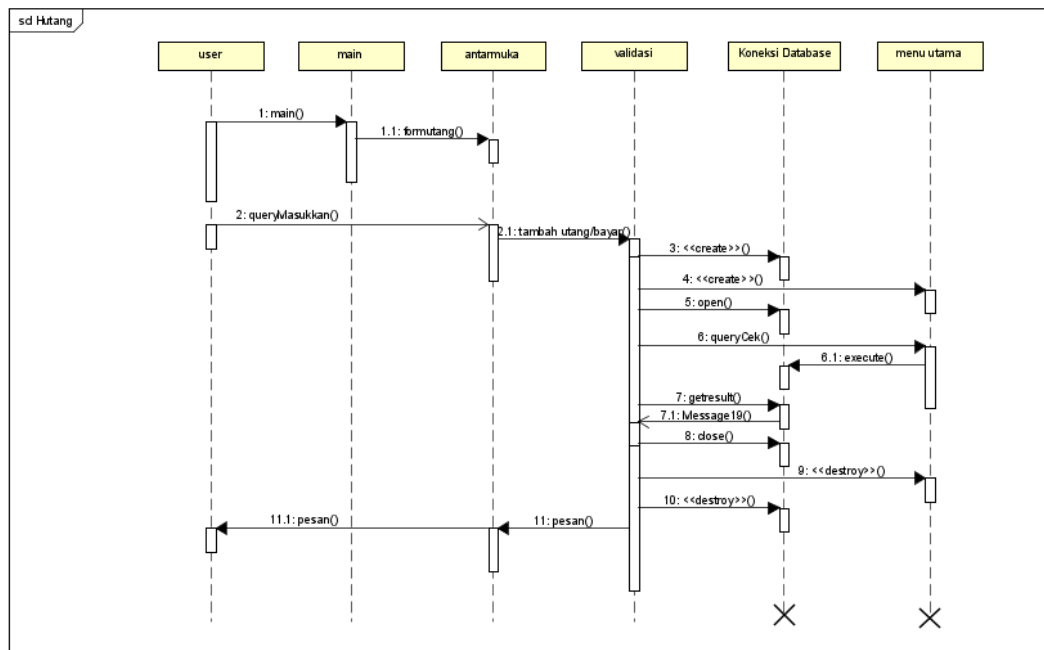 sd Hutang
user
main
antarmuka
validasi
Koneksi Database
menu utama
1: main()
1.1: formutang()
2: queryMasukkan()
2.1: tambah utang/bayar()
3: <<create>>()
4: <<create>>()
5: open()
6: queryCek()
6.1: execute()
7: getresult()
7.1: Message19()
8: close()
9: <<destroy>>()
10: <<destroy>>()
11.1: pesan()
11: pesan()